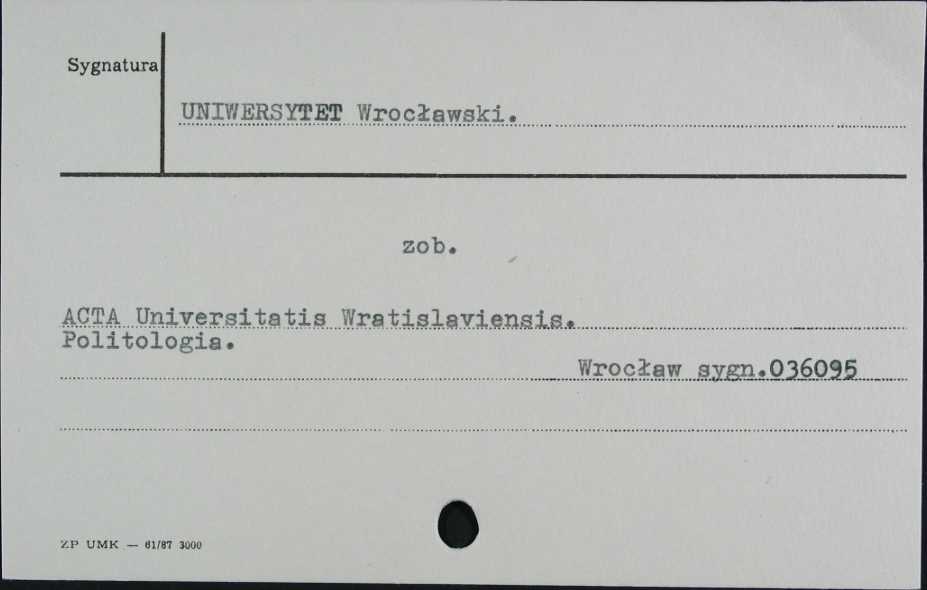 Sygnatura
UNIWERSYTET Wrocławski.
zob.
ACTA Universitatis Wratislaviensis.
Politologia.
Wrocław sygn.036095
ZP UMK — 61/87 3000